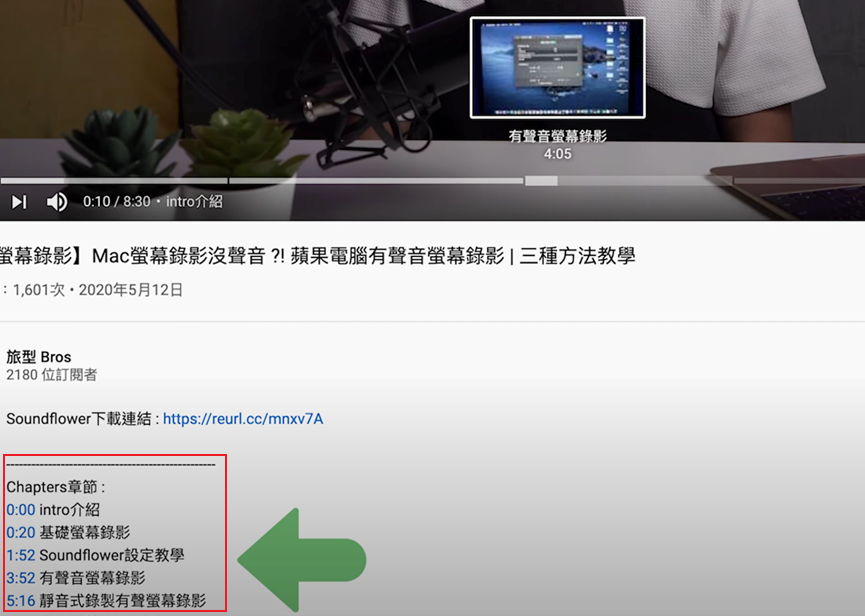 有聲音螢幕錄影
4:05
0:10 / 8:30 • intro介紹
螢幕錄影】Mac螢幕錄影沒聲音 ?! 蘋果電腦有聲音螢幕錄影 | 三種方法教學
：1,601次 • 2020年5月12日
旅型 Bros
2180 位訂閱者
Soundflower下載連結 : https://reurl.cc/mnxv7A
--------------------------------------------------
Chapters章節 :
0:00 intro介紹
0:20 基礎螢幕錄影
1:52 Soundflower設定教學
3:52 有聲音螢幕錄影
5:16 靜音式錄製有聲螢幕錄影